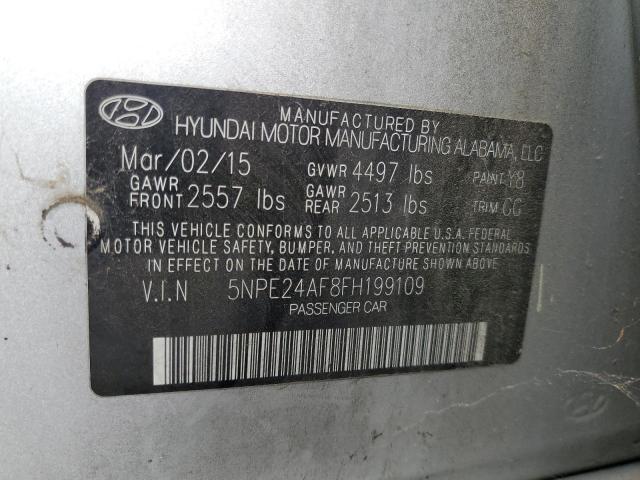 MANUFACTURED BY
HYUNDAI MOTOR MANUFACTURING ALABAMA, LLC
Mar/02/15 GVWR 4497 lbs PAINT Y8
GAWR FRONT 2557 lbs GAWR REAR 2513 lbs TRIM GG
THIS VEHICLE CONFORMS TO ALL APPLICABLE U.S.A. FEDERAL
MOTOR VEHICLE SAFETY, BUMPER, AND THEFT PREVENTION STANDARDS
IN EFFECT ON THE DATE OF MANUFACTURE SHOWN ABOVE.
V.I.N 5NPE24AF8FH199109
PASSENGER CAR